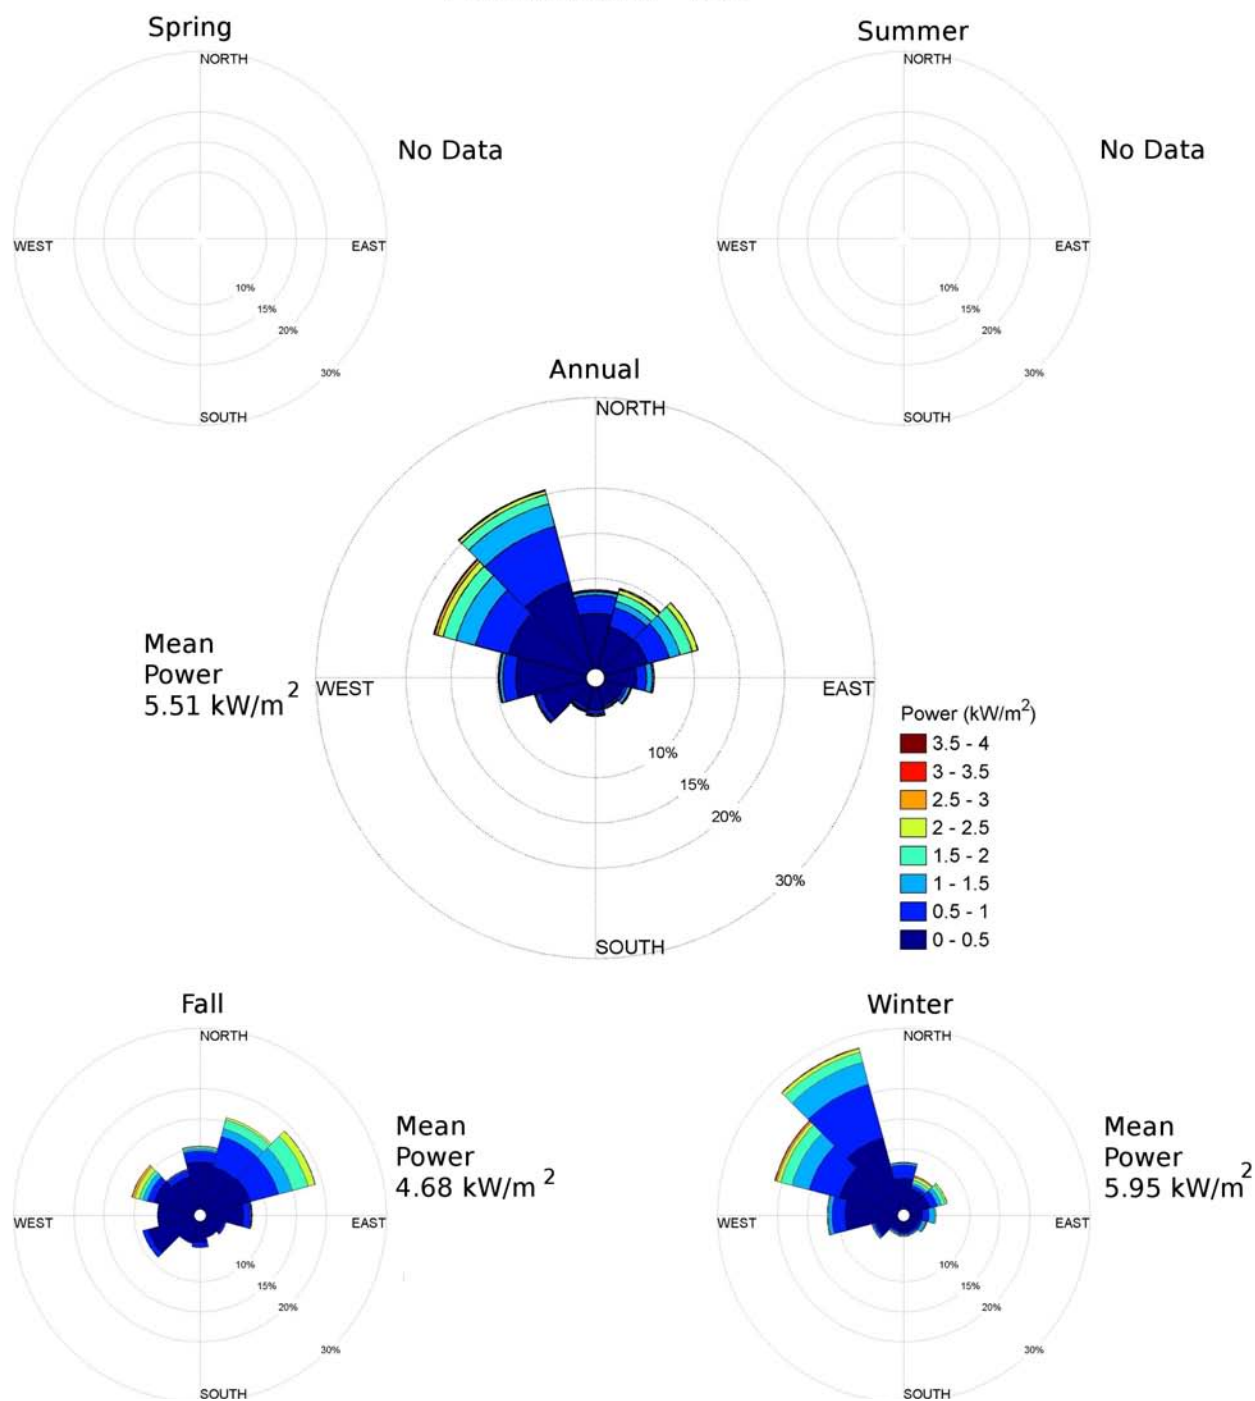 Spring
NORTH
No Data
WEST
EAST
10%
15%
20%
30%
SOUTH
Summer
NORTH
No Data
WEST
EAST
10%
15%
20%
30%
SOUTH
Annual
NORTH
Mean
Power
5.51 kW/m²
WEST
EAST
10%
15%
20%
30%
SOUTH
Power (kW/m²)
3.5 - 4
3 - 3.5
2.5 - 3
2 - 2.5
1.5 - 2
1 - 1.5
0.5 - 1
0 - 0.5
Fall
NORTH
Mean
Power
4.68 kW/m²
WEST
EAST
10%
15%
20%
30%
SOUTH
Winter
NORTH
Mean
Power
5.95 kW/m²
WEST
EAST
10%
15%
20%
30%
SOUTH